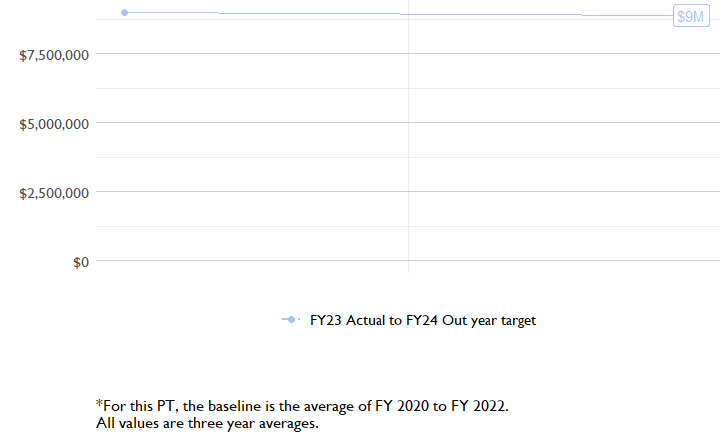 $9M
$7,500,000
$5,000,000
$2,500,000
$0
FY23 Actual to FY24 Out year target
*For this PT, the baseline is the average of FY 2020 to FY 2022.
All values are three year averages.